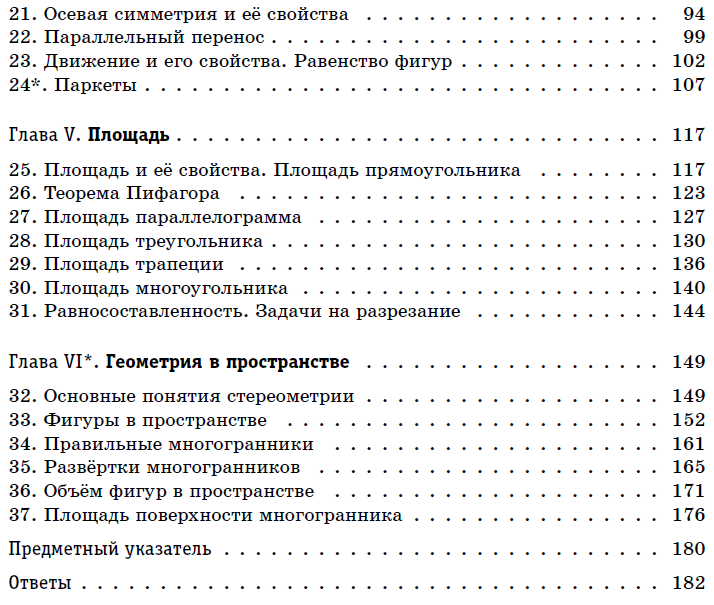 21. Осевая симметрия и её свойства . . . . . . . . . . . . . . . . . . . 94
22. Параллельный перенос . . . . . . . . . . . . . . . . . . . . . . . . . 99
23. Движение и его свойства. Равенство фигур . . . . . . . . . . . . . 102
24*. Паркеты . . . . . . . . . . . . . . . . . . . . . . . . . . . . . . . . . 107
Глава V. Площадь . . . . . . . . . . . . . . . . . . . . . . . . . . . . . . . 117
25. Площадь и её свойства. Площадь прямоугольника . . . . . . . . 117
26. Теорема Пифагора . . . . . . . . . . . . . . . . . . . . . . . . . . . 123
27. Площадь параллелограмма . . . . . . . . . . . . . . . . . . . . . . 127
28. Площадь треугольника . . . . . . . . . . . . . . . . . . . . . . . . . 130
29. Площадь трапеции . . . . . . . . . . . . . . . . . . . . . . . . . . . 136
30. Площадь многоугольника . . . . . . . . . . . . . . . . . . . . . . . 140
31. Равносоставленность. Задачи на разрезание . . . . . . . . . . . . 144
Глава VI*. Геометрия в пространстве . . . . . . . . . . . . . . . . . . . 149
32. Основные понятия стереометрии . . . . . . . . . . . . . . . . . . . 149
33. Фигуры в пространстве . . . . . . . . . . . . . . . . . . . . . . . . 152
34. Правильные многогранники . . . . . . . . . . . . . . . . . . . . . 161
35. Развёртки многогранников . . . . . . . . . . . . . . . . . . . . . . 165
36. Объём фигур в пространстве . . . . . . . . . . . . . . . . . . . . . 171
37. Площадь поверхности многогранника . . . . . . . . . . . . . . . . 176
Предметный указатель . . . . . . . . . . . . . . . . . . . . . . . . . . . . 180
Ответы . . . . . . . . . . . . . . . . . . . . . . . . . . . . . . . . . . . . . 182